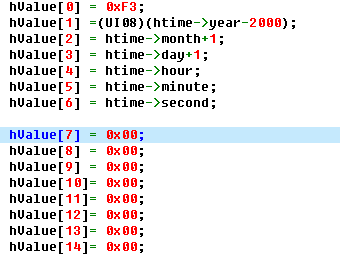 hValue[0] = 0xF3;
hValue[1] =(UI08)(htime->year-2000);
hValue[2] = htime->month+1;
hValue[3] = htime->day+1;
hValue[4] = htime->hour;
hValue[5] = htime->minute;
hValue[6] = htime->second;
hValue[7] = 0x00;
hValue[8] = 0x00;
hValue[9] = 0x00;
hValue[10]= 0x00;
hValue[11]= 0x00;
hValue[12]= 0x00;
hValue[13]= 0x00;
hValue[14]= 0x00;